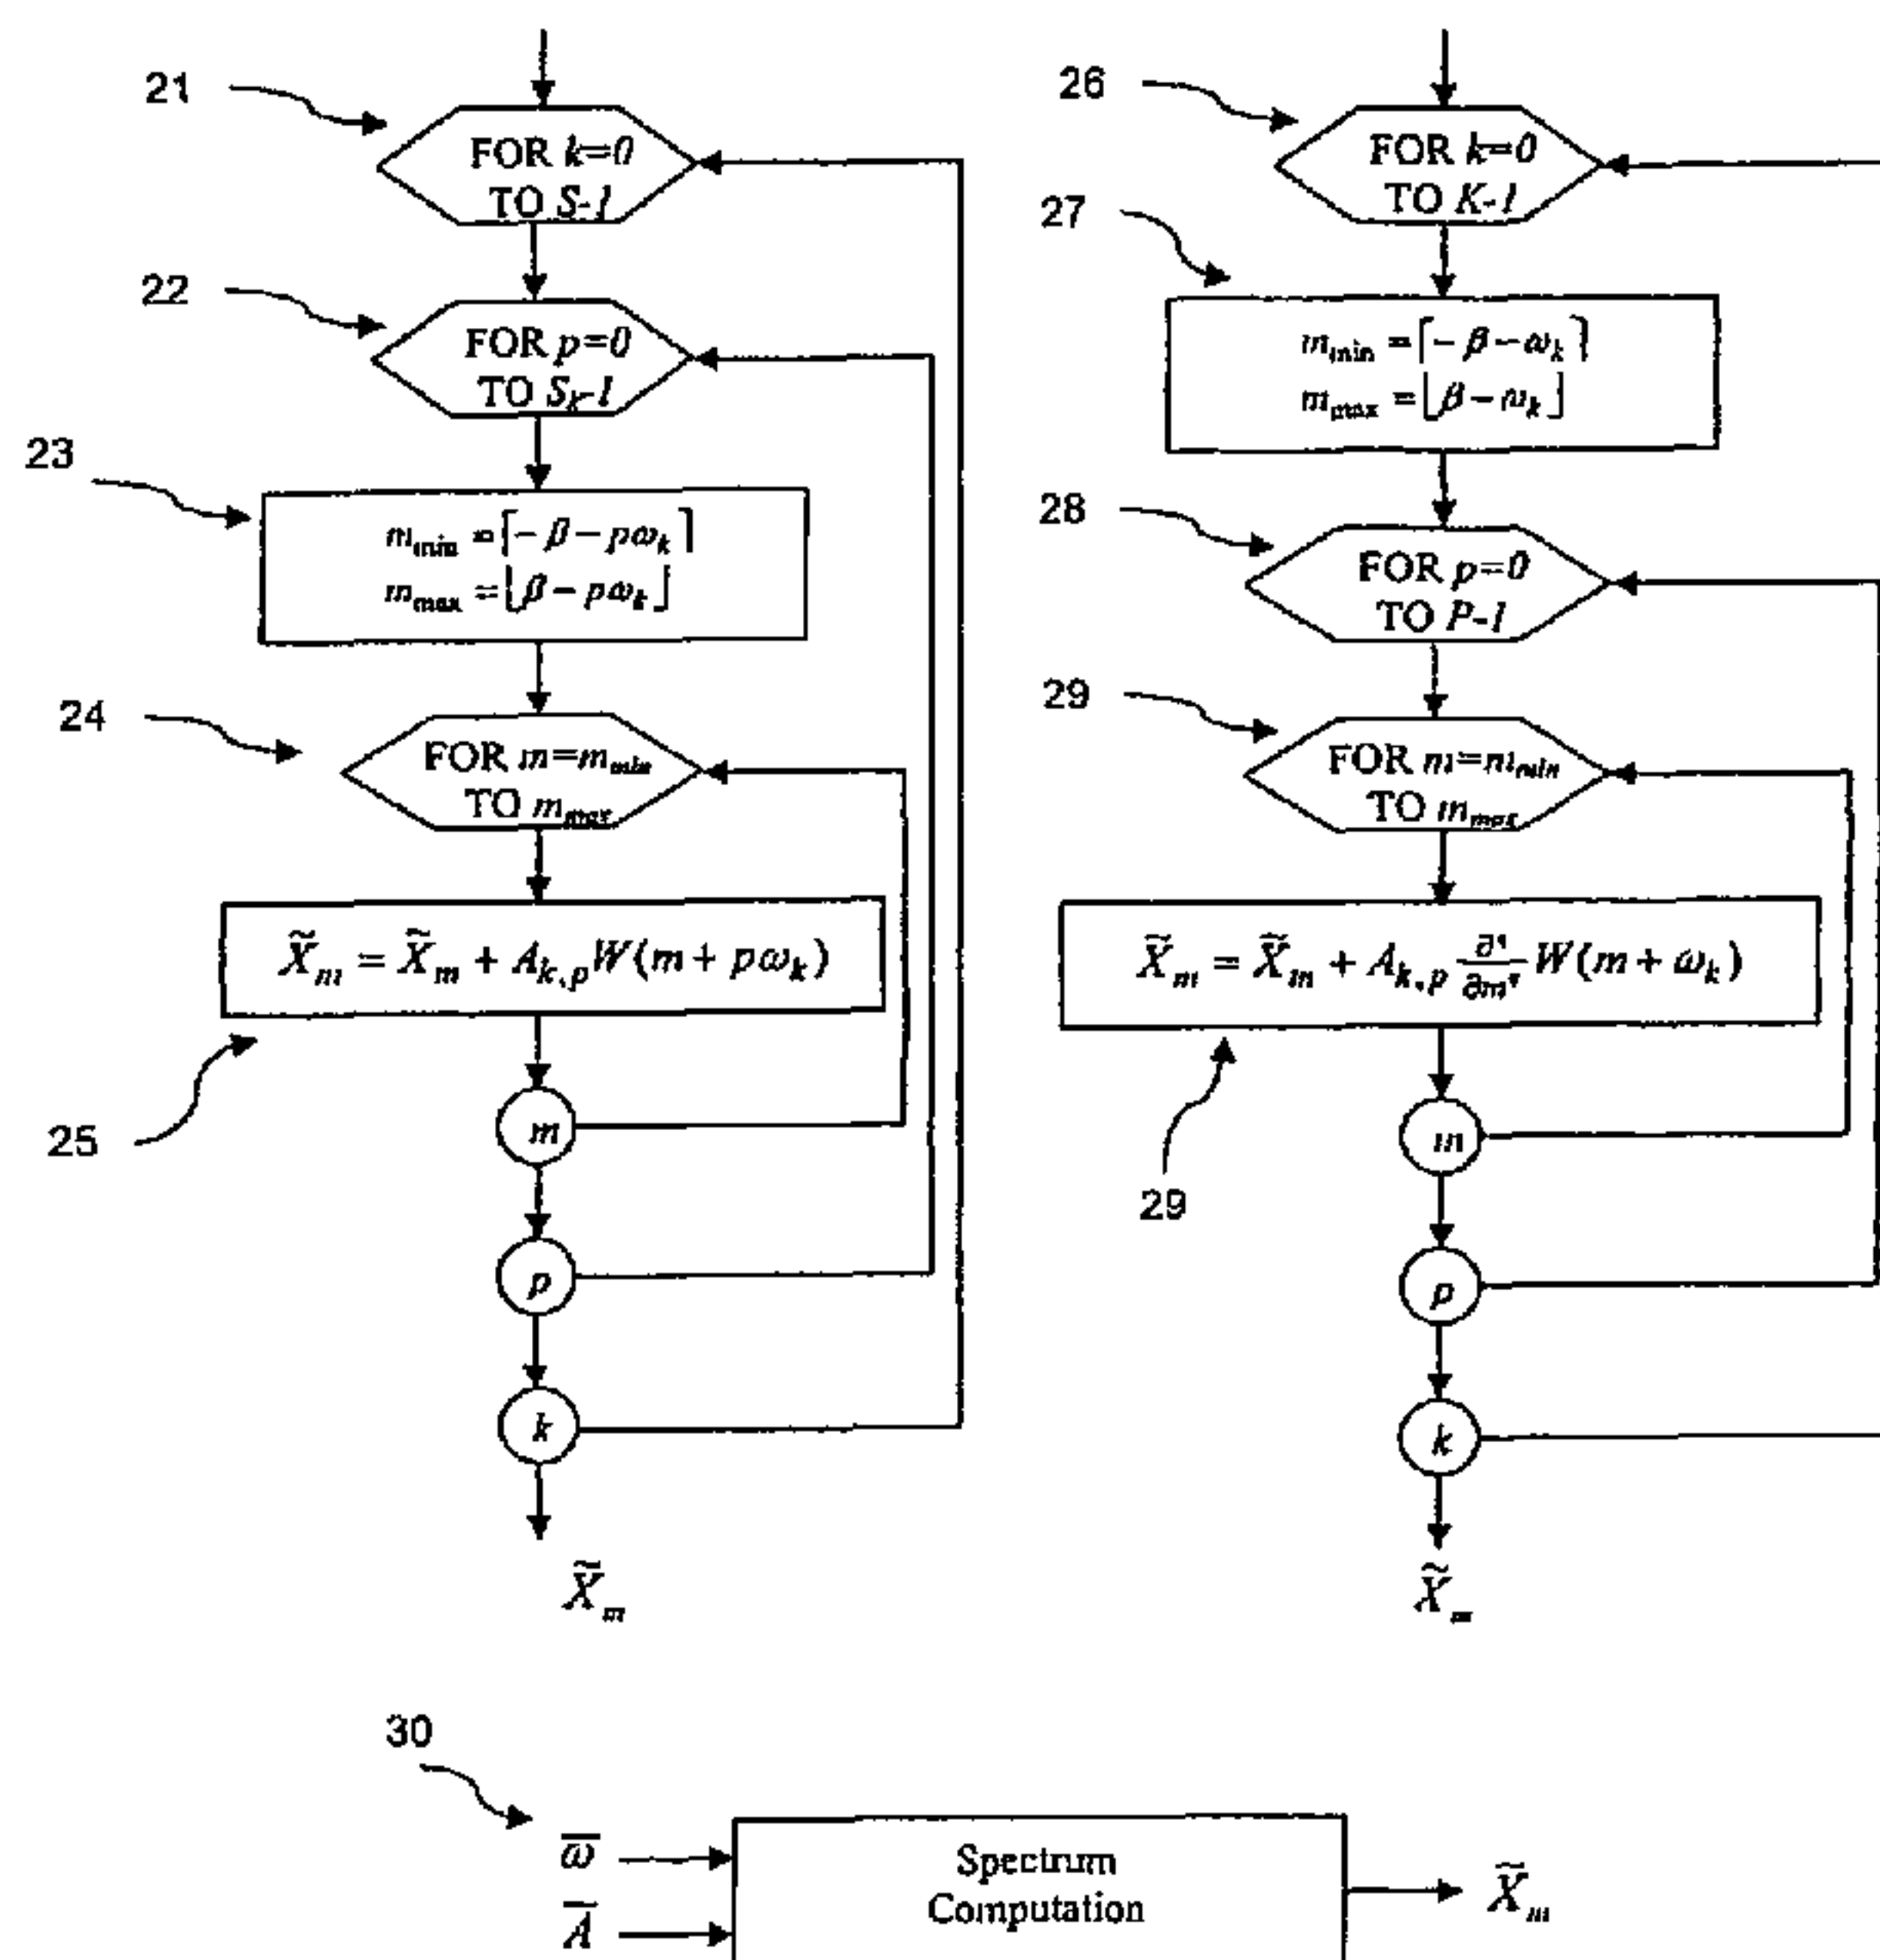 21
FOR k=0
TO S-1
22
FOR p=0
TO S_k-1
23
m_min = ⌈-β-pω_k⌉
m_max = ⌊β-pω_k⌋
24
FOR m=m_min
TO m_max
X̃_m = X̃_m + A_k,p W(m+pω_k)
25
m
p
k
X̃_m
26
FOR k=0
TO K-1
27
m_min = ⌈-β-ω_k⌉
m_max = ⌊β-ω_k⌋
28
FOR p=0
TO P-1
29
FOR m=m_min
TO m_max
X̃_m = X̃_m + A_k,p W(m+ω_k)
29
m
p
k
X̃_m
30
ω̄
Ā
Spectrum
Computation
X̃_m